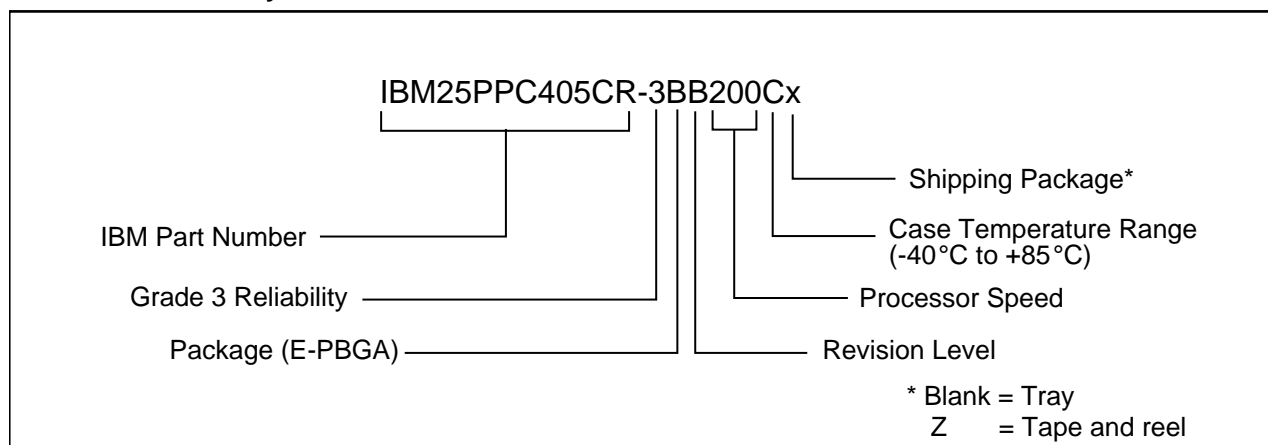 IBM25PPC405CR-3BB200Cx
Shipping Package*
IBM Part Number
Case Temperature Range
(-40°C to +85°C)
Grade 3 Reliability
Processor Speed
Package (E-PBGA)
Revision Level
* Blank = Tray
Z = Tape and reel